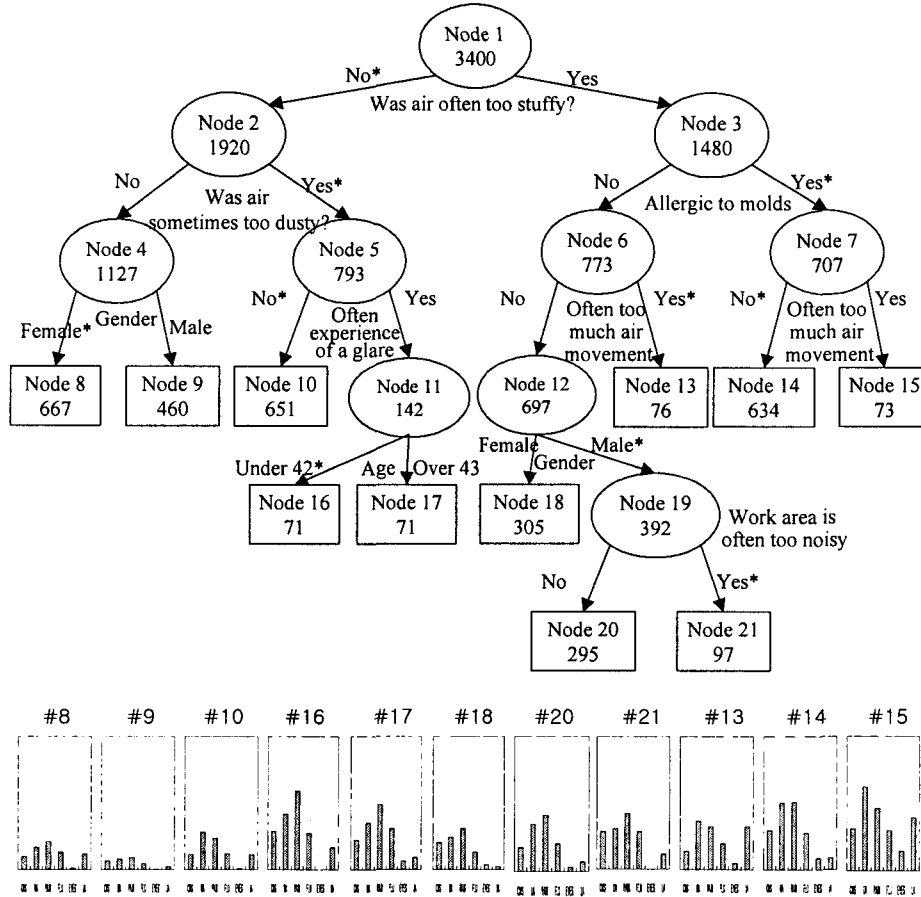 Node 1
3400
No*
Yes
Was air often too stuffy?
Node 2
1920
Node 3
1480
No
Yes*
Was air
sometimes too dusty?
No
Yes*
Allergic to molds
Node 4
1127
Node 5
793
Node 6
773
Node 7
707
Female*
Gender
Male
No*
Yes
Often
experience
of a glare
No
Yes*
Often too
much air
movement
No*
Yes
Often too
much air
movement
Node 8
667
Node 9
460
Node 10
651
Node 11
142
Node 12
697
Node 13
76
Node 14
634
Node 15
73
Under 42*
Age
Over 43
Female
Gender
Male*
Node 16
71
Node 17
71
Node 18
305
Node 19
392
Work area is
often too noisy
No
Yes*
Node 20
295
Node 21
97
#8 #9 #10 #16 #17 #18 #20 #21 #13 #14 #15